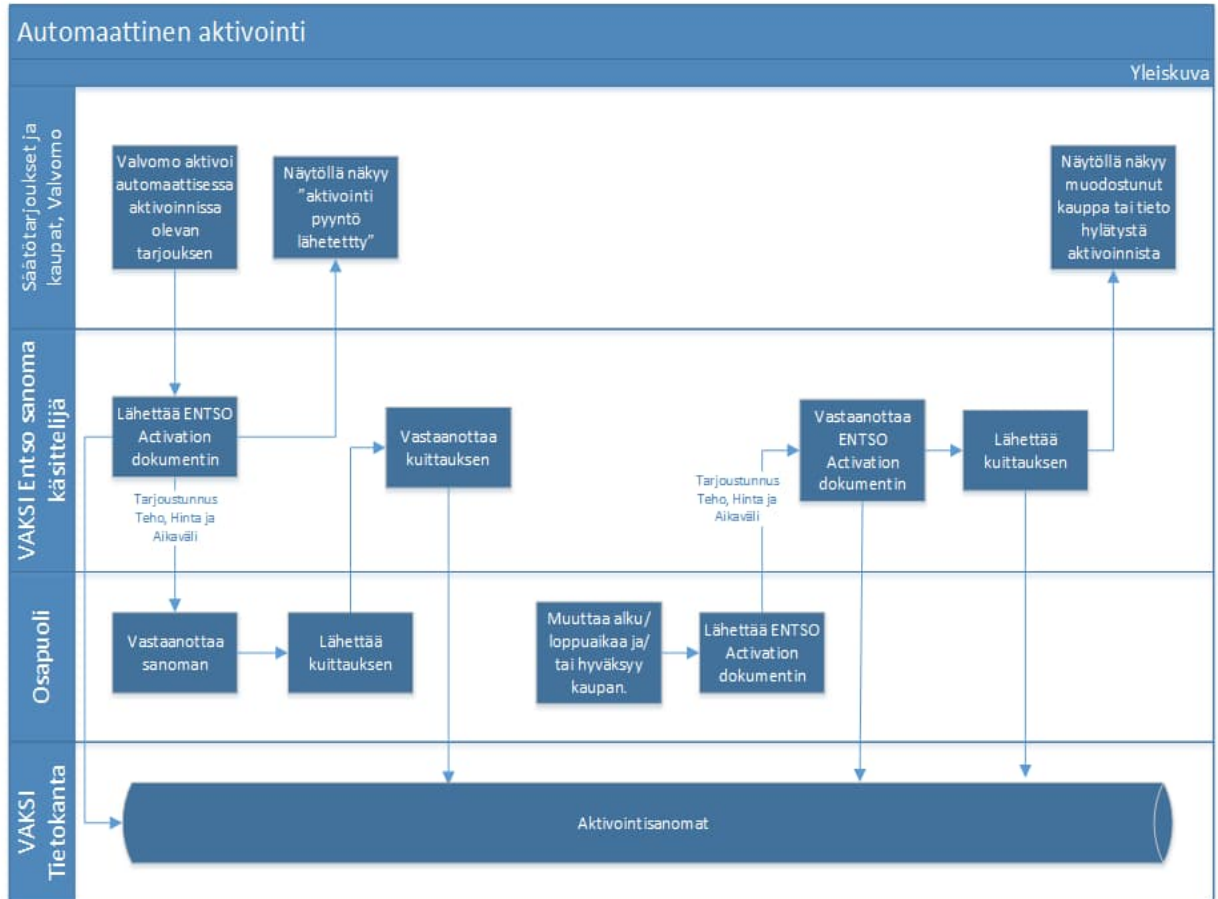 Automaattinen aktivointi
Yleiskuva
Säätötarjoukset ja
kaupat, Valvomo
Valvomo aktivoi
automaattisessa
aktivoinnissa
olevan
tarjouksen
Näytöllä näkyy
"aktivointi
pyyntö
lähetettty"
Näytöllä näkyy
muodostunut
kauppa tai tieto
hylätystä
aktivoinnista
VAKSI Entso sanoma
käsittelijä
Lähettää ENTSO
Activation
dokumentin
Tarjoustunnus
Teho, Hinta ja
Aikaväli
Vastaanottaa
kuittauksen
Tarjoustunnus
Teho, Hinta ja
Aikaväli
Vastaanottaa
ENTSO
Activation
dokumentin
Lähettää
kuittauksen
Osapuoli
Vastaanottaa
sanoman
Lähettää
kuittauksen
Muuttaa alku/
loppuaikaa ja/
tai hyväksyy
kaupan.
Lähettää ENTSO
Activation
dokumentin
VAKSI
Tietokanta
Aktivointisanomat